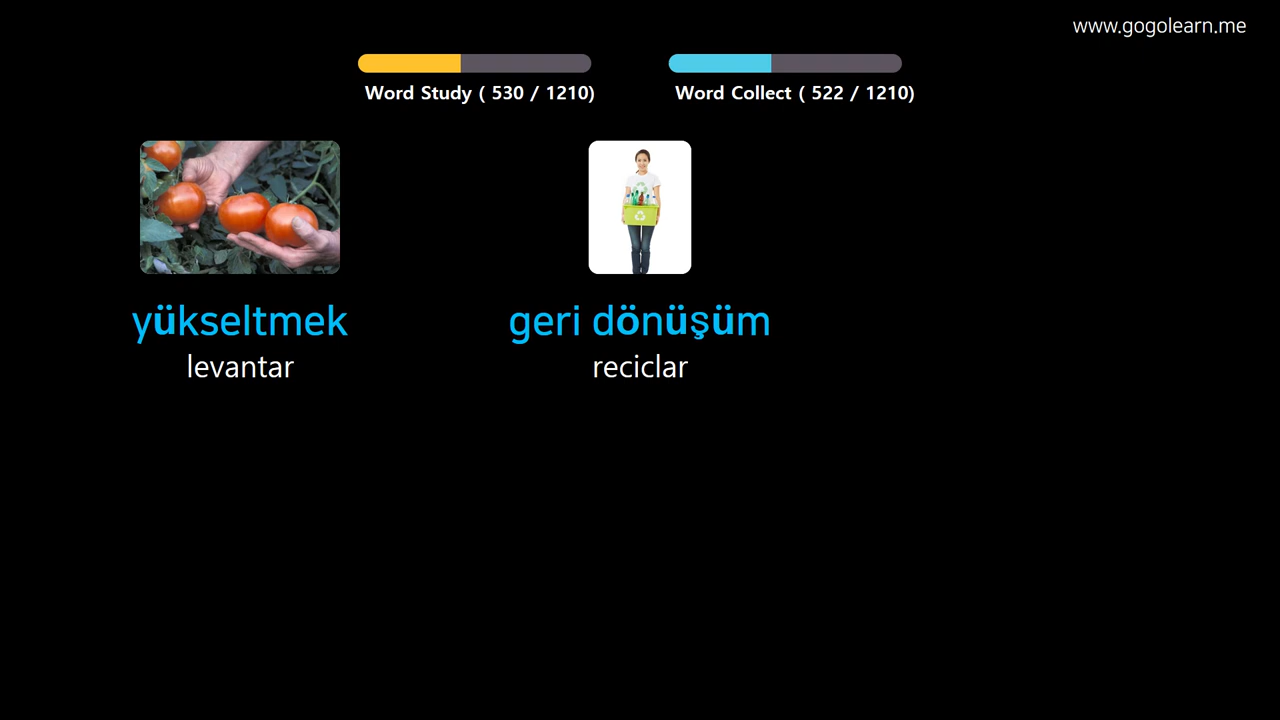 www.gogolearn.me
Word Study ( 530 / 1210)
Word Collect ( 522 / 1210)
yükseltmek
levantar
geri dönüşüm
reciclar